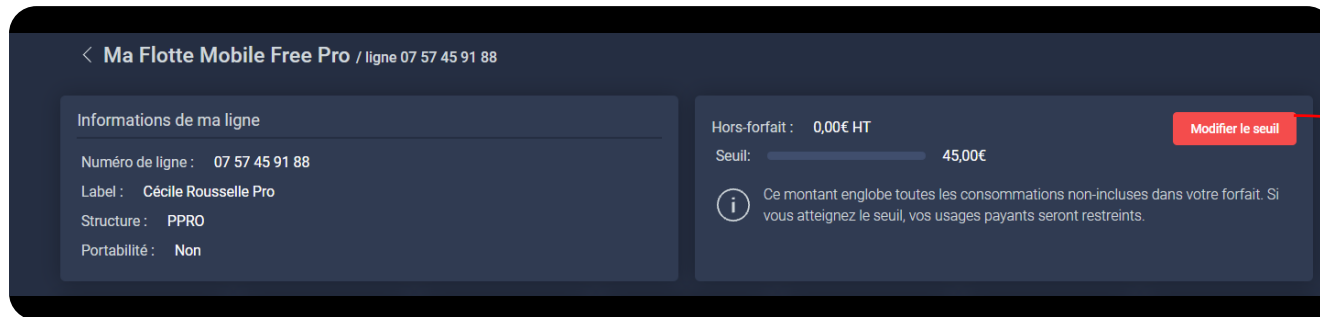 < Ma Flotte Mobile Free Pro / ligne 07 57 45 91 88
Informations de ma ligne
Numéro de ligne : 07 57 45 91 88
Label : Cécile Rousselle Pro
Structure : PPRO
Portabilité : Non
Hors-forfait : 0,00€ HT
Modifier le seuil
Seuil: 45,00€
Ce montant englobe toutes les consommations non-incluses dans votre forfait. Si
vous atteignez le seuil, vos usages payants seront restreints.